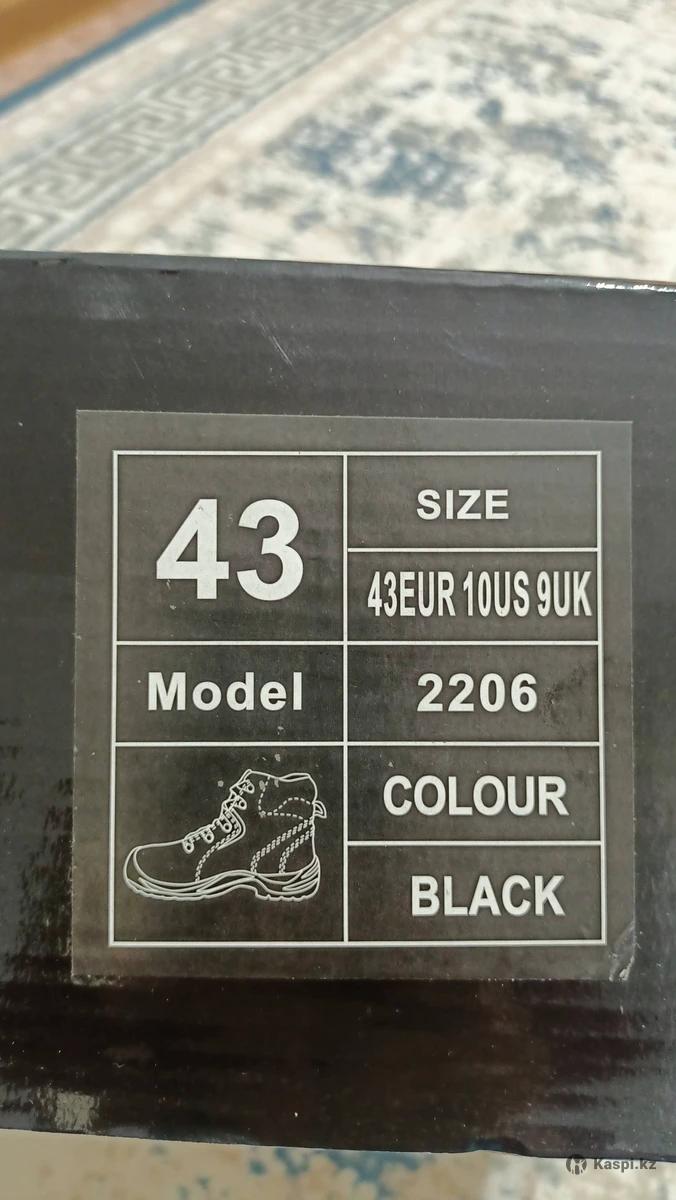 43
SIZE
43EUR 10US 9UK
Model
2206
COLOUR
BLACK
Kaspi.kz